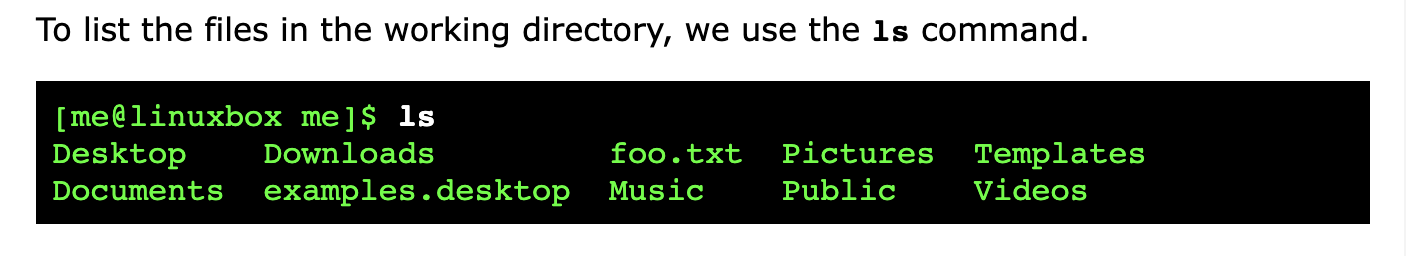 To list the files in the working directory, we use the ls command.
[me@linuxbox me]$ ls
Desktop    Downloads         foo.txt  Pictures  Templates
Documents  examples.desktop  Music    Public    Videos